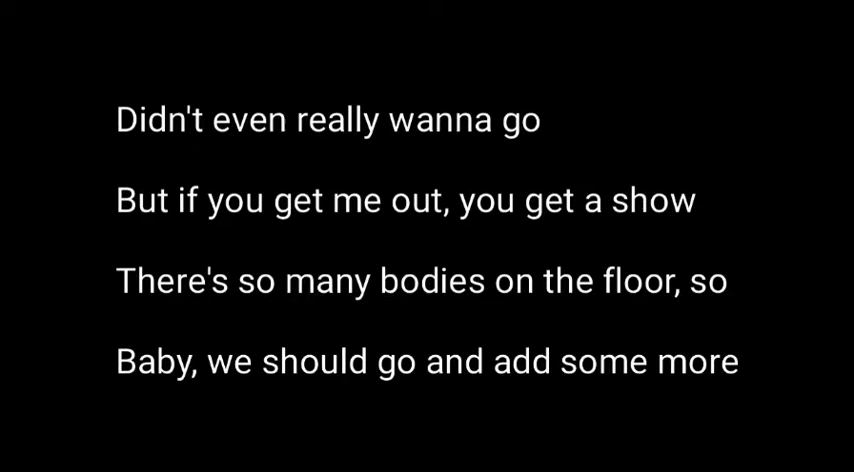 Didn't even really wanna go
But if you get me out, you get a show
There's so many bodies on the floor, so
Baby, we should go and add some more